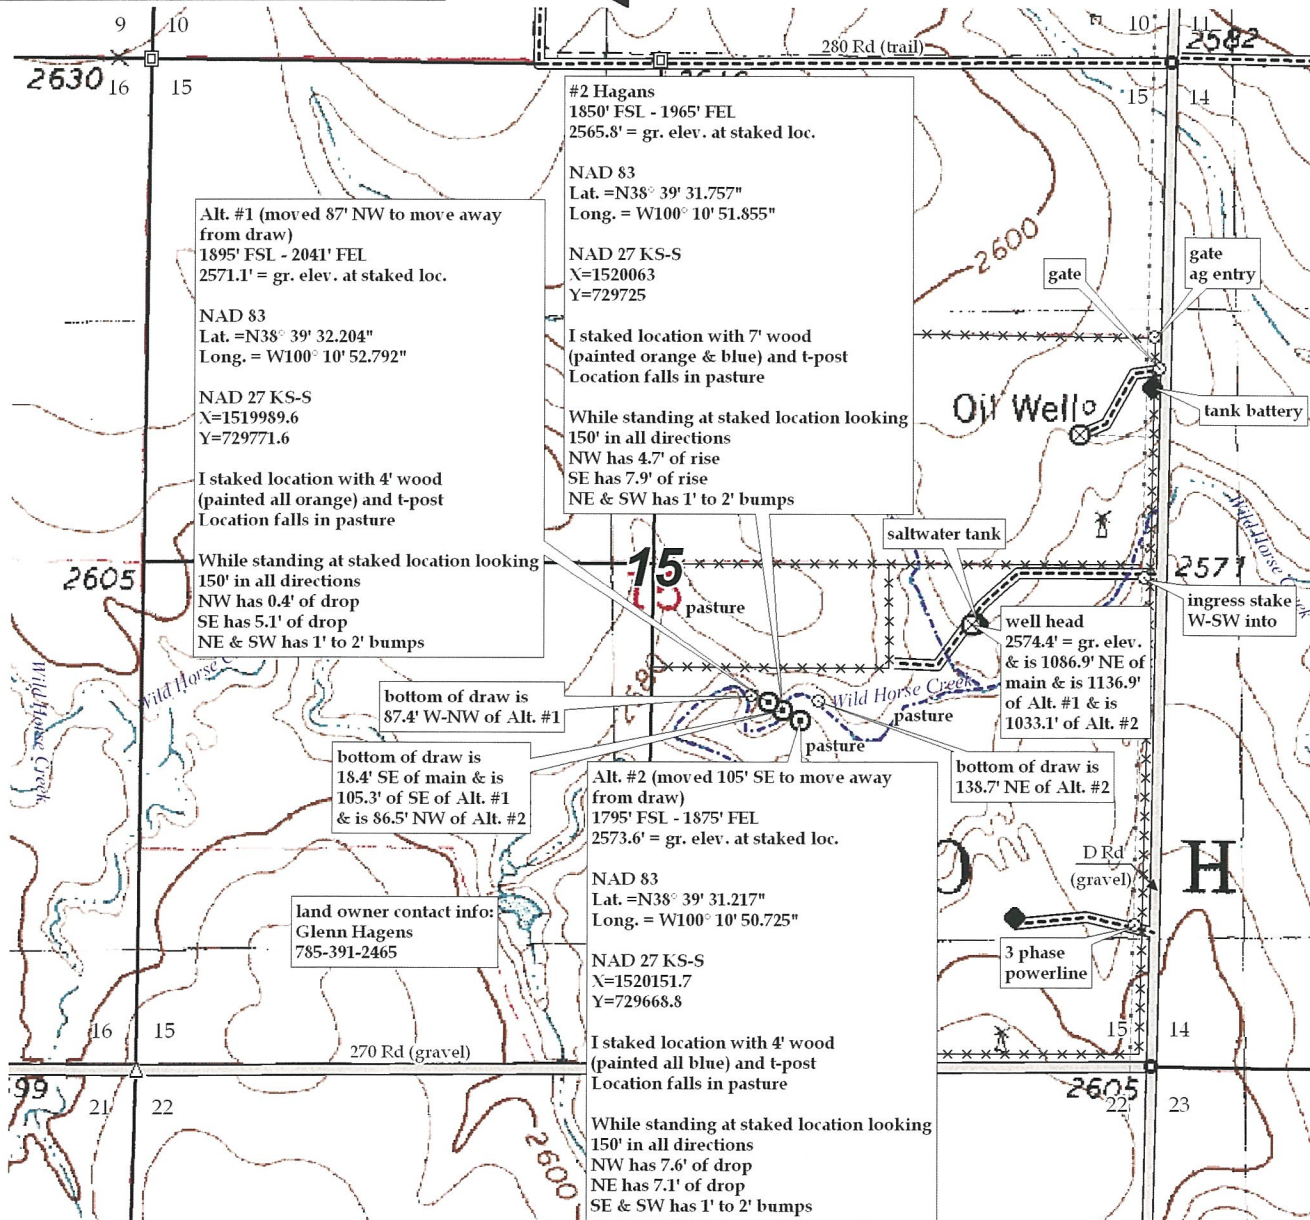 9 10
10 11
2582
280 Rd (trail)
2630
16 15
15 14
#2 Hagans
1850' FSL - 1965' FEL
2565.8' = gr. elev. at staked loc.
NAD 83
Lat. =N38° 39' 31.757"
Long. = W100° 10' 51.855"
NAD 27 KS-S
X=1520063
Y=729725
I staked location with 7' wood
(painted orange & blue) and t-post
Location falls in pasture
While standing at staked location looking
150' in all directions
NW has 4.7' of rise
SE has 7.9' of rise
NE & SW has 1' to 2' bumps
Alt. #1 (moved 87' NW to move away
from draw)
1895' FSL - 2041' FEL
2571.1' = gr. elev. at staked loc.
NAD 83
Lat. =N38° 39' 32.204"
Long. = W100° 10' 52.792"
NAD 27 KS-S
X=1519989.6
Y=729771.6
I staked location with 4' wood
(painted all orange) and t-post
Location falls in pasture
While standing at staked location looking
150' in all directions
NW has 0.4' of drop
SE has 5.1' of drop
NE & SW has 1' to 2' bumps
2600
gate
gate
ag entry
Oil Well
tank battery
Wild Horse Creek
saltwater tank
15
15
2605
2571
pasture
ingress stake
W-SW into
well head
2574.4' = gr. elev.
& is 1086.9' NE of
main & is 1136.9'
of Alt. #1 & is
1033.1' of Alt. #2
Wild Horse Creek
Wild Horse C
2580
Wild Horse Creek
pasture
bottom of draw is
87.4' W-NW of Alt. #1
pasture
bottom of draw is
18.4' SE of main & is
105.3' of SE of Alt. #1
& is 86.5' NW of Alt. #2
bottom of draw is
138.7' NE of Alt. #2
Alt. #2 (moved 105' SE to move away
from draw)
1795' FSL - 1875' FEL
2573.6' = gr. elev. at staked loc.
NAD 83
Lat. =N38° 39' 31.217"
Long. = W100° 10' 50.725"
NAD 27 KS-S
X=1520151.7
Y=729668.8
I staked location with 4' wood
(painted all blue) and t-post
Location falls in pasture
While standing at staked location looking
150' in all directions
NW has 7.6' of drop
NE has 7.1' of drop
SE & SW has 1' to 2' bumps
D Rd
(gravel)
H
land owner contact info:
Glenn Hagens
785-391-2465
3 phase
powerline
16 15
15 14
270 Rd (gravel)
99
2605
21 22
22 23
2600